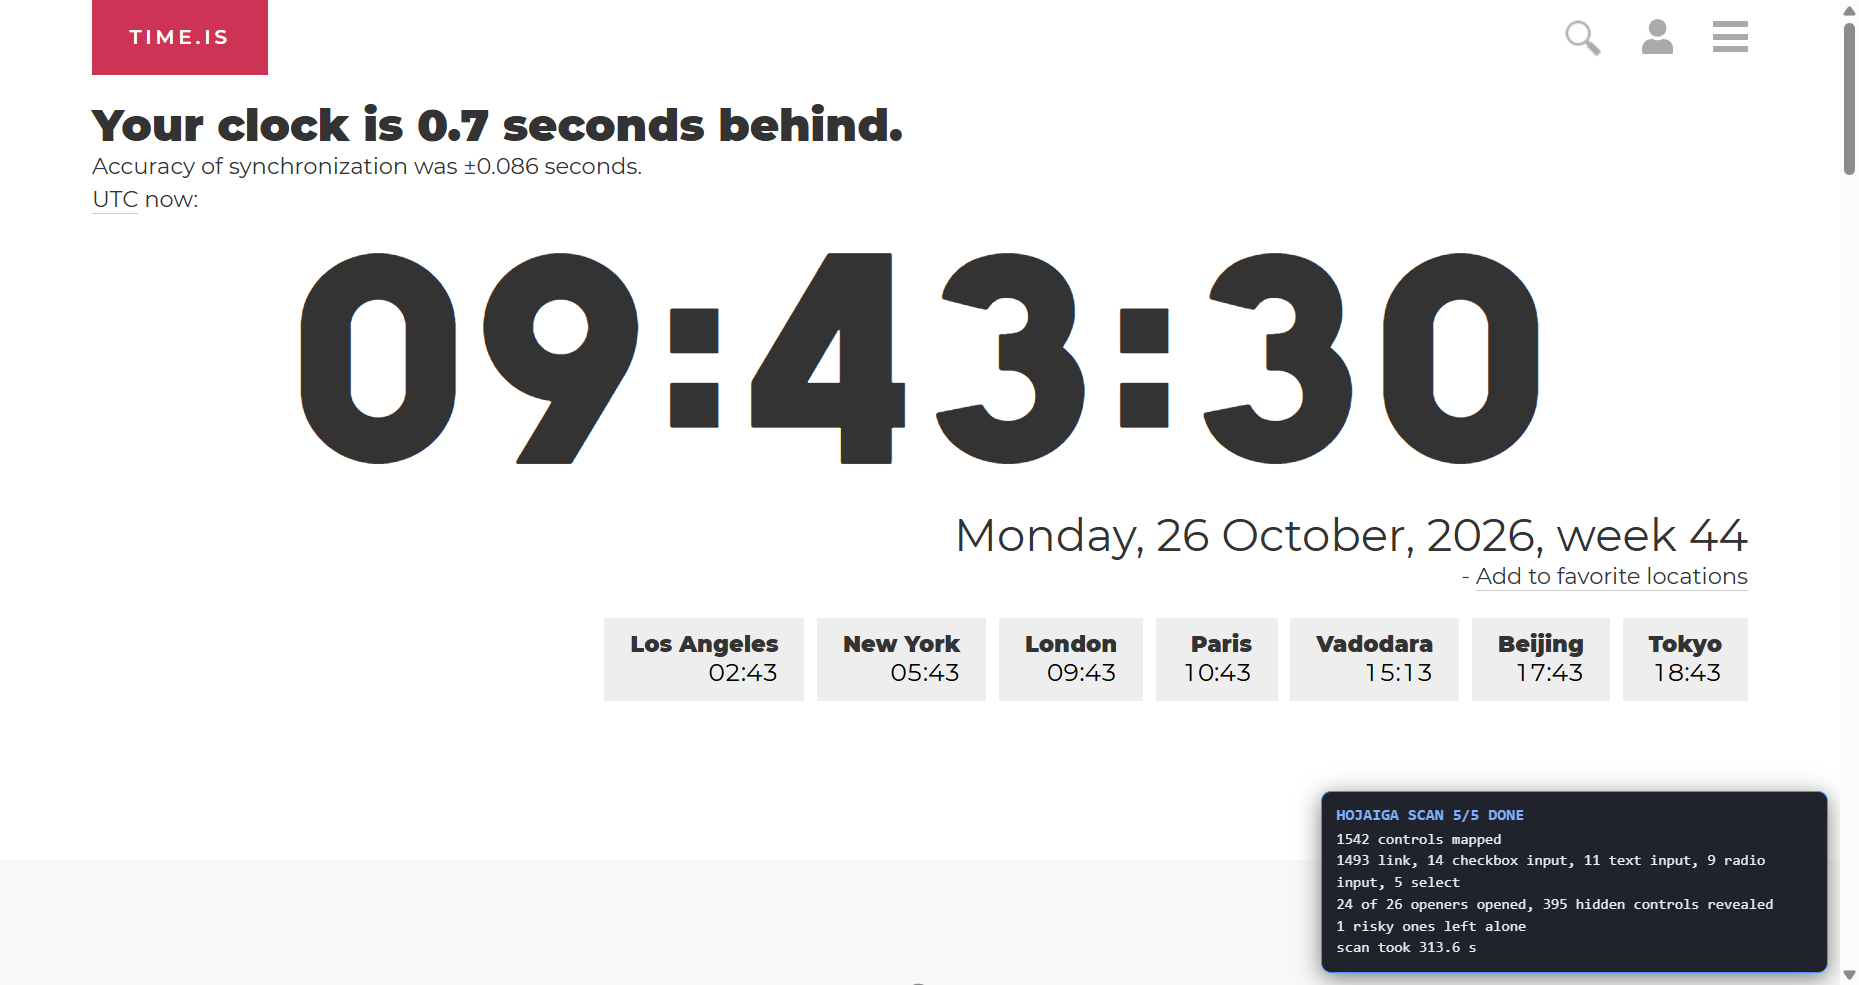 TIME.IS
Your clock is 0.7 seconds behind.
Accuracy of synchronization was ±0.086 seconds.
UTC now:
09:43:30
Monday, 26 October, 2026, week 44
- Add to favorite locations
Los Angeles
02:43
New York
05:43
London
09:43
Paris
10:43
Vadodara
15:13
Beijing
17:43
Tokyo
18:43
HOJAIGA SCAN 5/5 DONE
1542 controls mapped
1493 link, 14 checkbox input, 11 text input, 9 radio
input, 5 select
24 of 26 openers opened, 395 hidden controls revealed
1 risky ones left alone
scan took 313.6 s